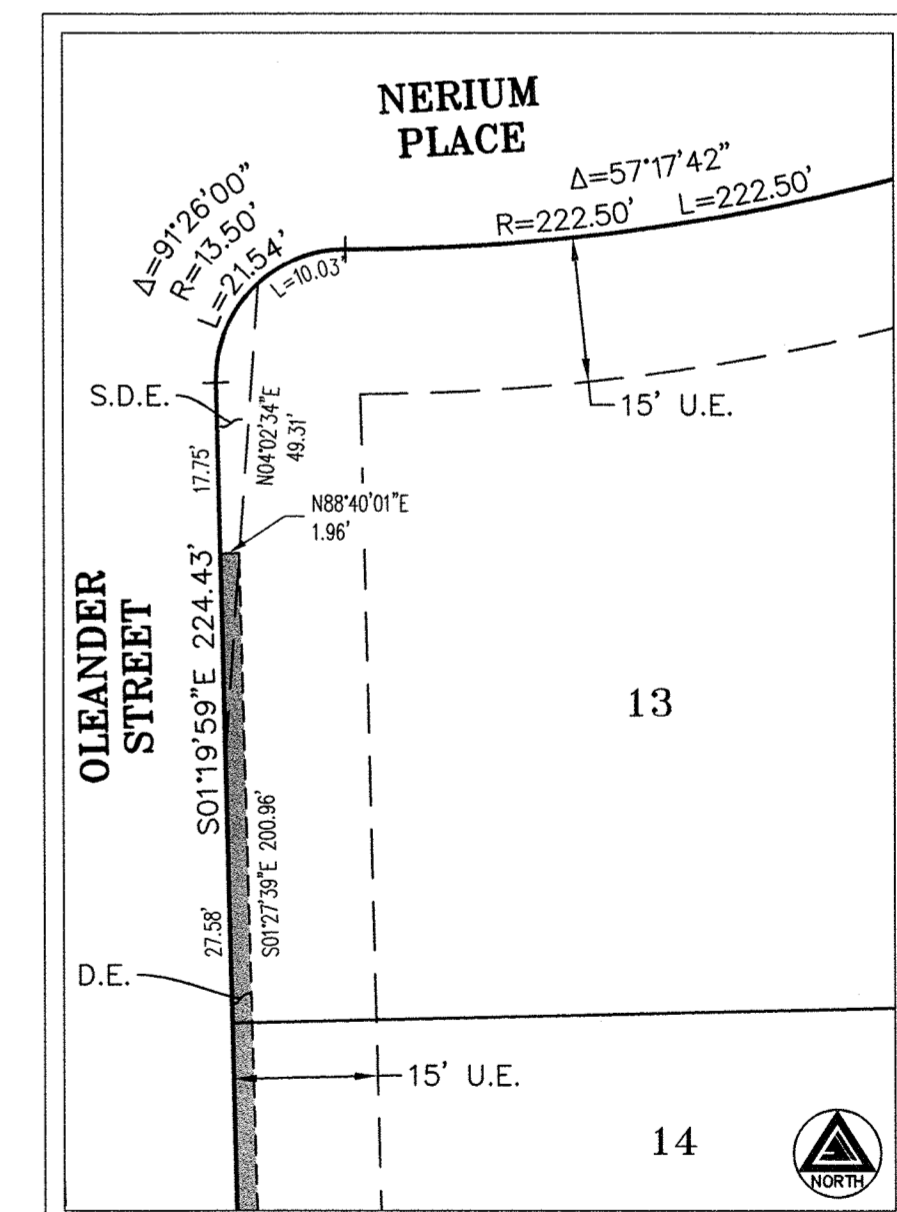 NERIUM
PLACE
Δ=57°17'42"
R=222.50' L=222.50'
Δ=91°26'00"
R=13.50'
L=21.54'
L=10.03'
S.D.E.
15' U.E.
N04°02'34"E
49.31'
17.75'
N88°40'01"E
1.96'
OLEANDER
STREET
S01°19'59"E 224.43'
13
S01°27'39"E 200.96'
27.58'
D.E.
15' U.E.
14
NORTH